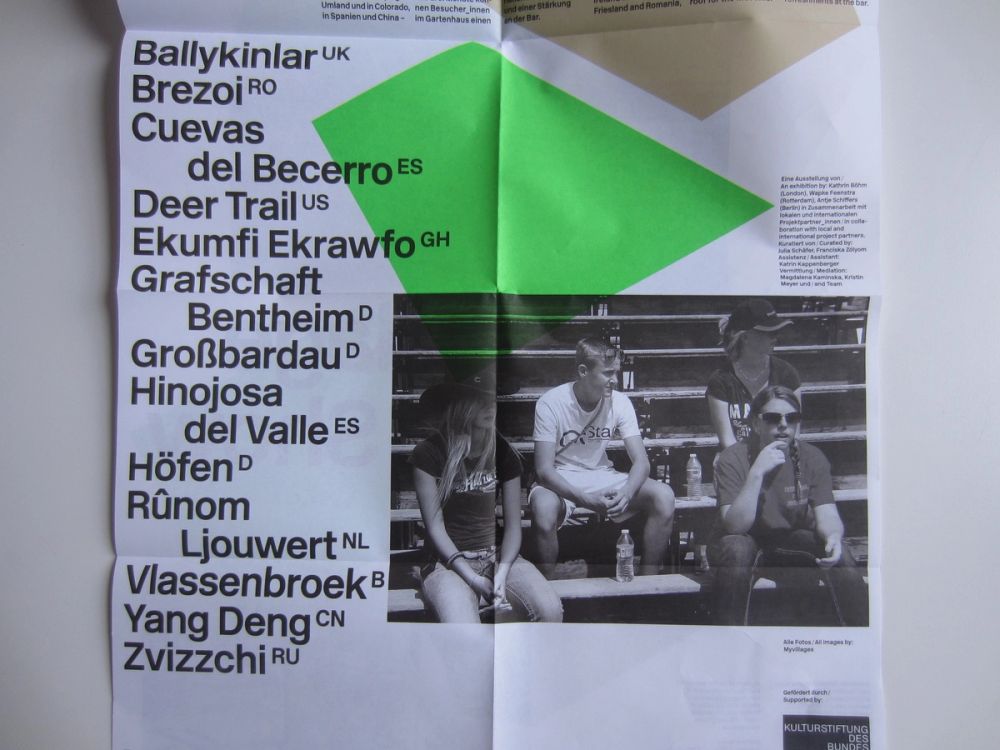 Umland und in Colorado,
in Spanien und China –
nen Besucher_innen
im Gartenhaus einen
und einer Stärkung
an der Bar.
Friesland and Romania,
Ballykinlar UK
Brezoi RO
Cuevas
del Becerro ES
Deer Trail US
Ekumfi Ekrawfo GH
Grafschaft
Bentheim D
Großbardau D
Hinojosa
del Valle ES
Höfen D
Rûnom
Ljouwert NL
Vlassenbroek B
Yang Deng CN
Zvizzchi RU
Eine Ausstellung von /
An exhibition by: Kathrin Böhm
(London), Wapke Feenstra
(Rotterdam), Antje Schiffers
(Berlin) in Zusammenarbeit mit
lokalen und internationalen
Projektpartner_innen / in colla-
boration with local and
international project partners.
Kuratiert von / Curated by:
Julia Schäfer, Franciska Zólyom
Assistenz / Assistant:
Katrin Kappenberger
Vermittlung / Mediation:
Magdalena Kaminska, Kristin
Meyer und / and Team
Sta
MA
Alle Fotos / All images by:
Myvillages
Gefördert durch /
Supported by:
KULTURSTIFTUNG
DES
BUNDES